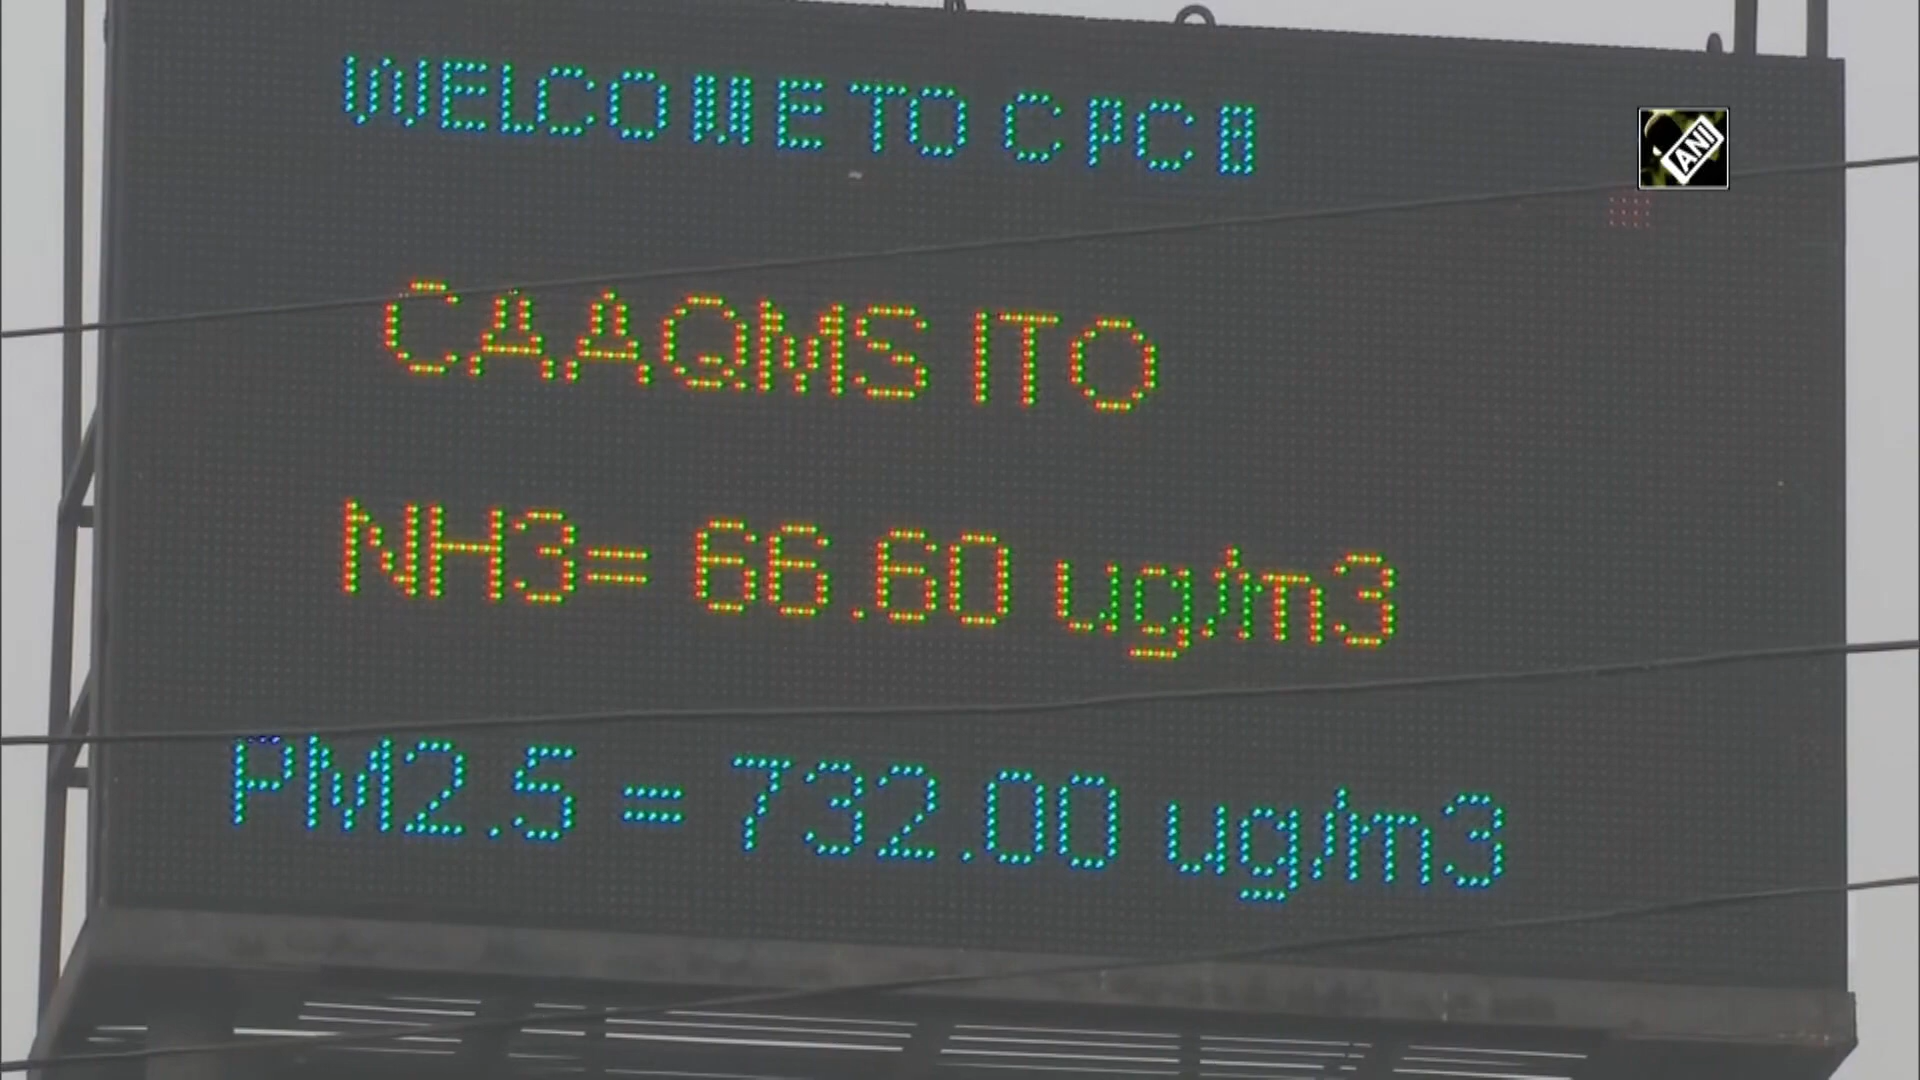 WELCOME TO CPCB
ANI
CAAQMS ITO
NH3= 66.60 ug/m3
PM2.5 = 732.00 ug/m3